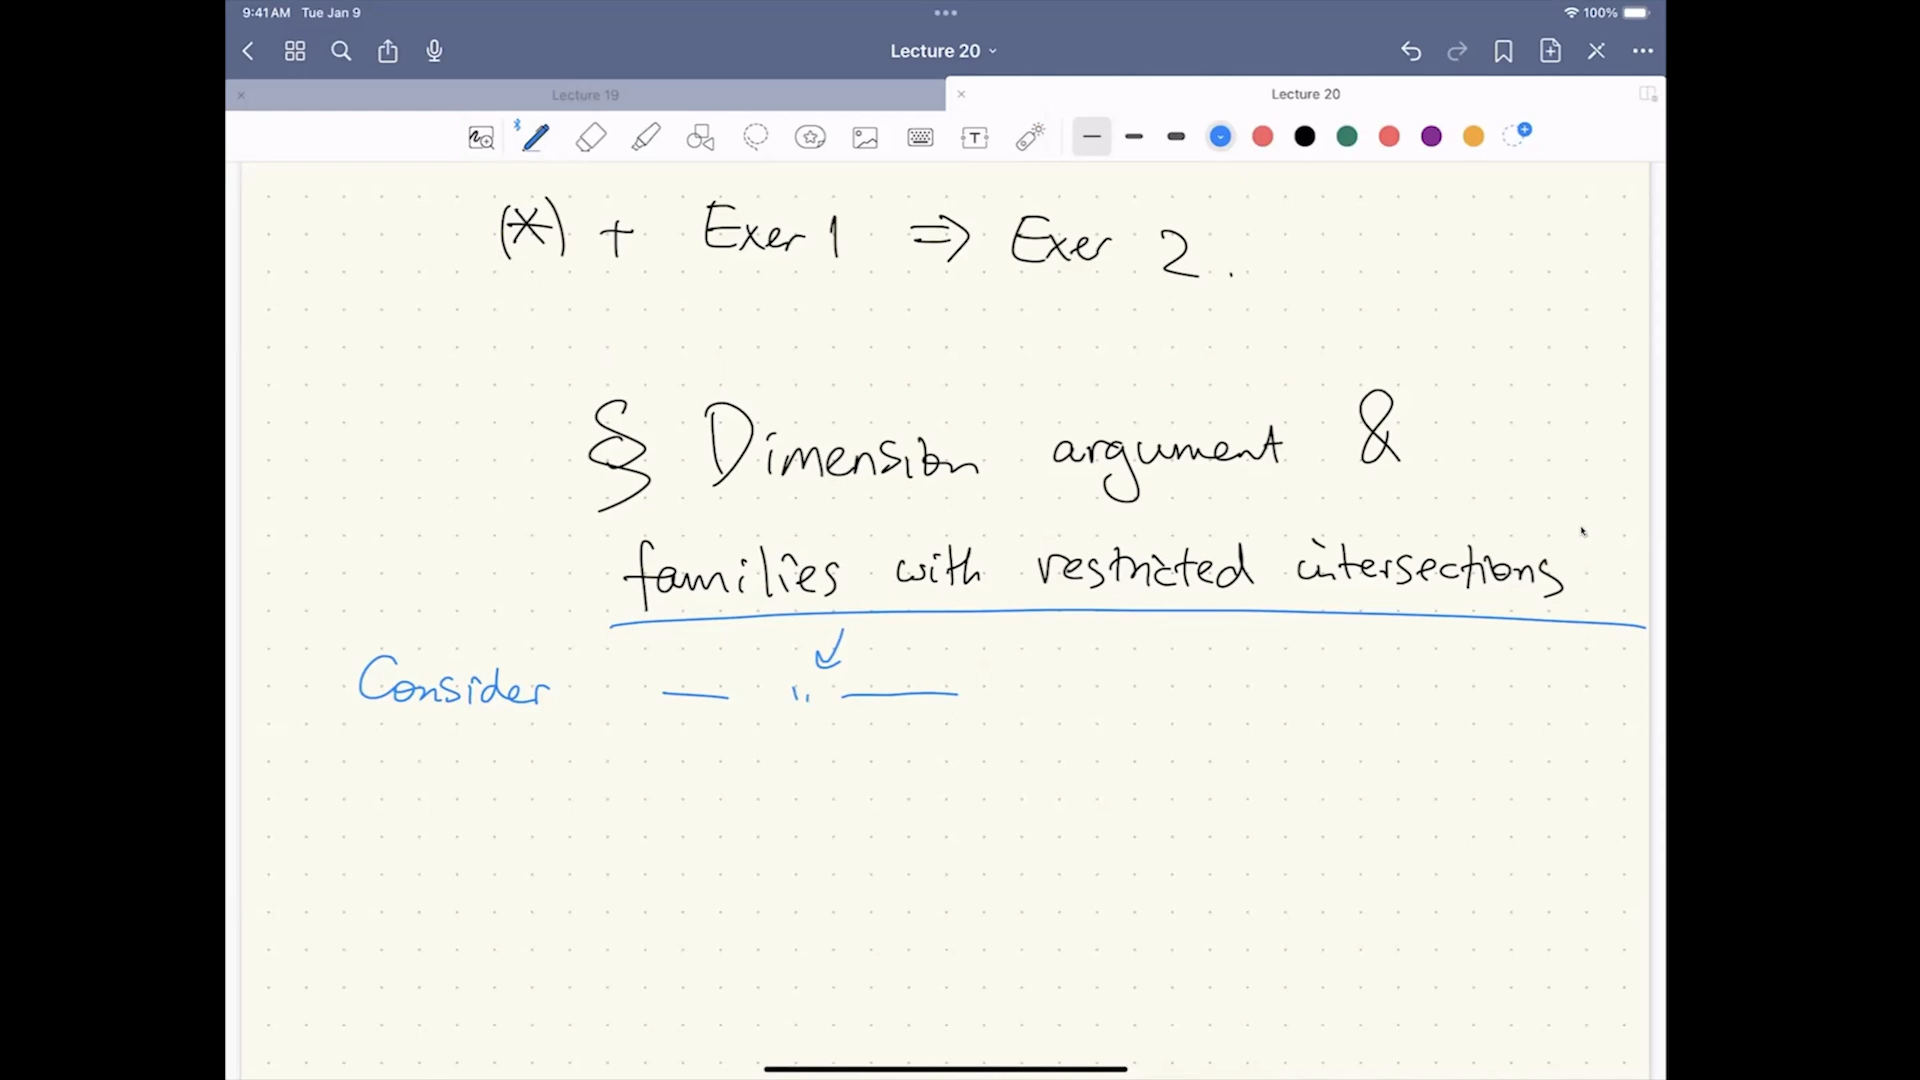 9:41 AM Tue Jan 9
100%
Lecture 20
Lecture 19
Lecture 20
T
(*) + Exer 1 ⇒ Exer 2.
§ Dimension argument &
families with restricted intersections
Consider — " —